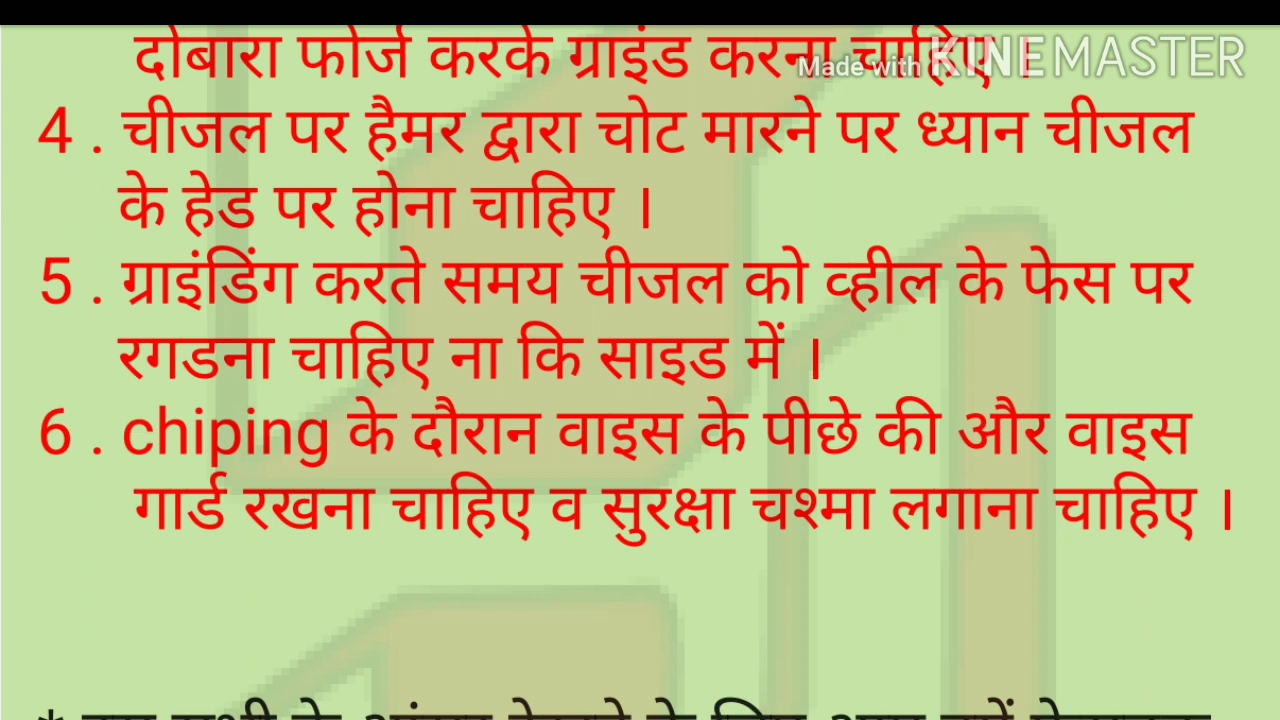 दोबारा फोर्ज करके ग्राइंड करना चाहिए ।
Made with KINEMASTER
4 . चीजल पर हैमर द्वारा चोट मारने पर ध्यान चीजल
के हेड पर होना चाहिए ।
5 . ग्राइंडिंग करते समय चीजल को व्हील के फेस पर
रगडना चाहिए ना कि साइड में ।
6 . chiping के दौरान वाइस के पीछे की और वाइस
गार्ड रखना चाहिए व सुरक्षा चश्मा लगाना चाहिए ।